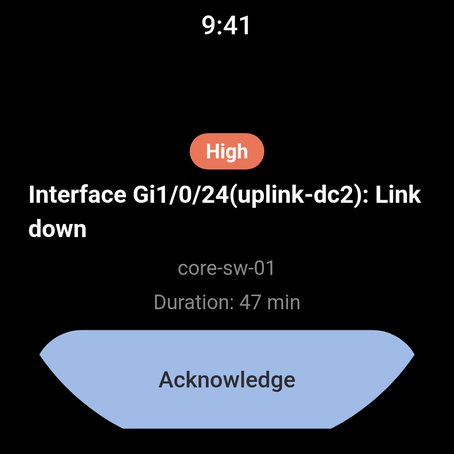 9:41
High
Interface Gi1/0/24(uplink-dc2): Link
down
core-sw-01
Duration: 47 min
Acknowledge